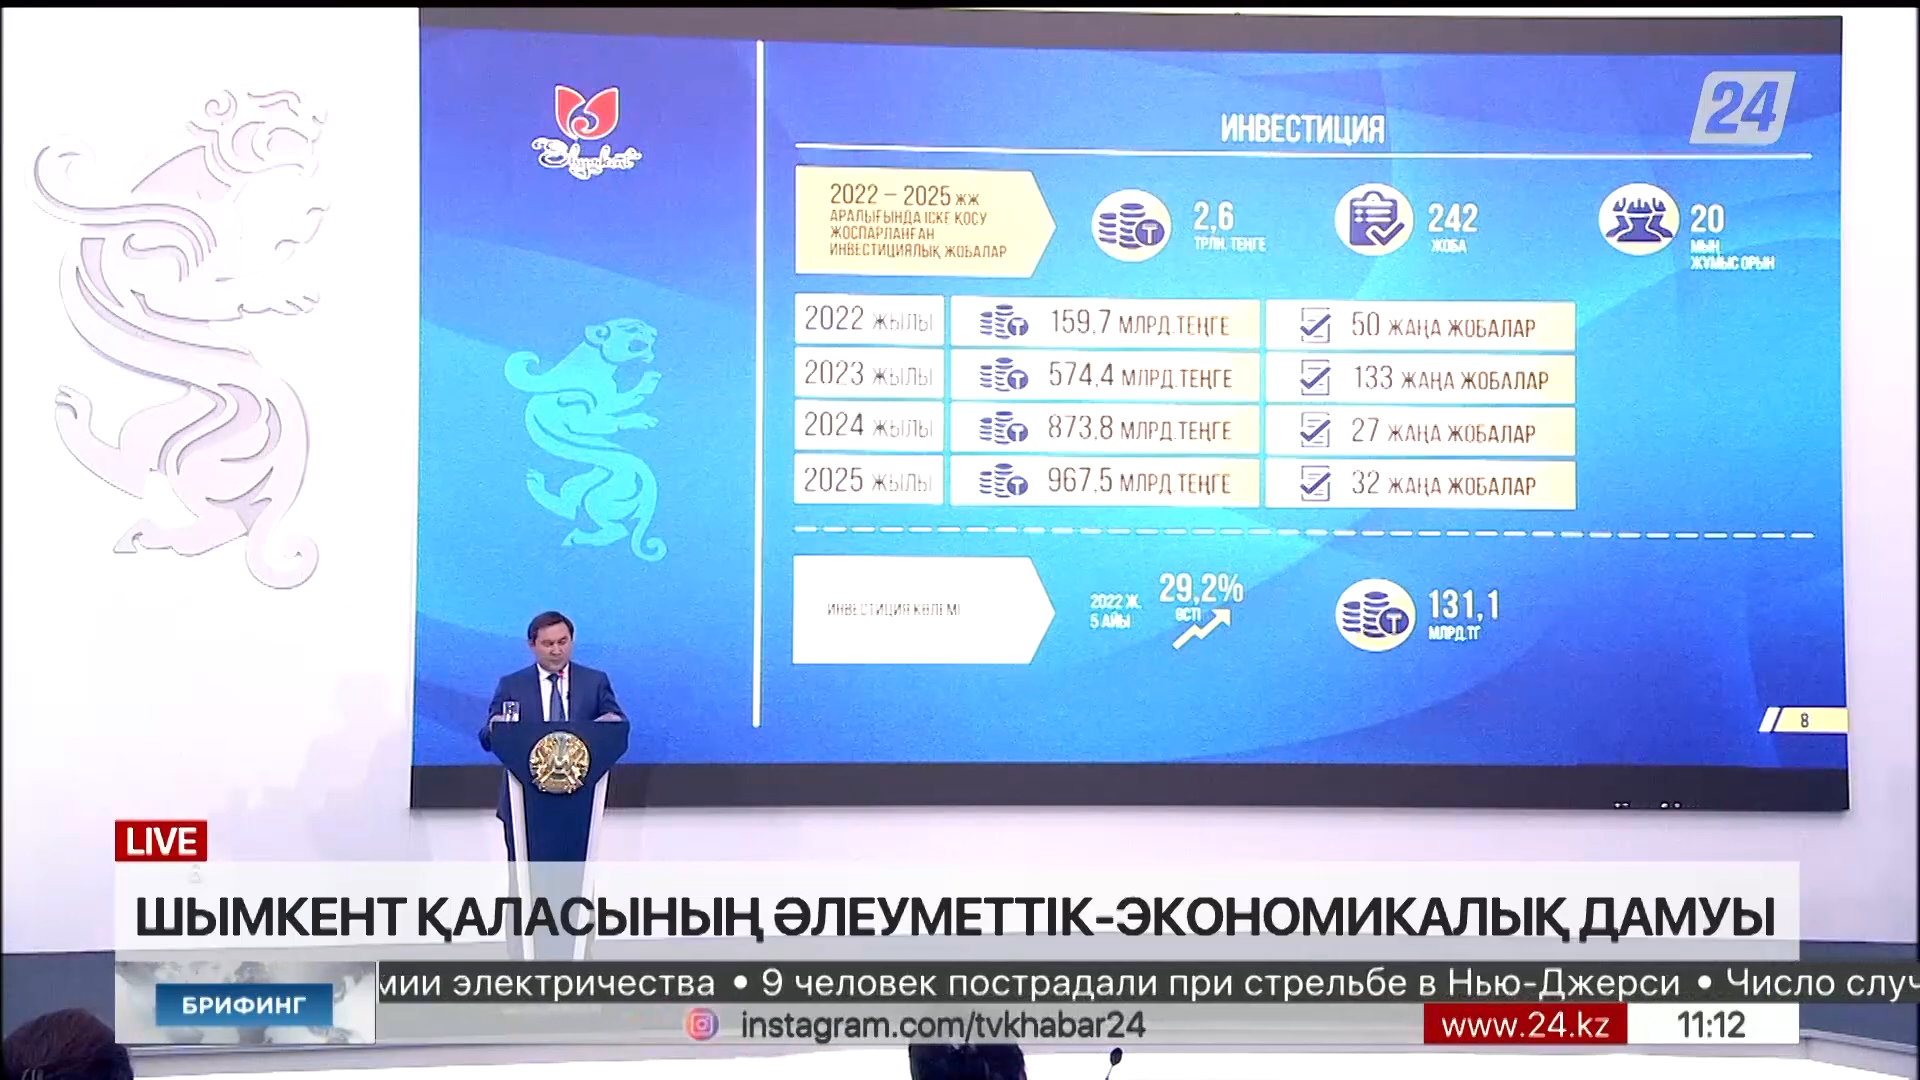 Shymkent
24
ИНВЕСТИЦИЯ
2022 – 2025 ЖЖ
АРАЛЫҒЫНДА ІСКЕ ҚОСУ
ЖОСПАРЛАНҒАН
ИНВЕСТИЦИЯЛЫҚ ЖОБАЛАР
2,6
ТРЛН. ТЕҢГЕ
242
ЖОБА
20
МЫҢ
ЖҰМЫС ОРЫН
2022 ЖЫЛЫ 159,7 МЛРД.ТЕҢГЕ 50 ЖАҢА ЖОБАЛАР
2023 ЖЫЛЫ 574,4 МЛРД.ТЕҢГЕ 133 ЖАҢА ЖОБАЛАР
2024 ЖЫЛЫ 873,8 МЛРД.ТЕҢГЕ 27 ЖАҢА ЖОБАЛАР
2025 ЖЫЛЫ 967,5 МЛРД.ТЕҢГЕ 32 ЖАҢА ЖОБАЛАР
ИНВЕСТИЦИЯ КӨЛЕМІ
2022 Ж.
5 АЙЫ
29,2%
ӨСТІ
131,1
МЛРД.ТГ
8
LIVE
ШЫМКЕНТ ҚАЛАСЫНЫҢ ӘЛЕУМЕТТІК-ЭКОНОМИКАЛЫҚ ДАМУЫ
БРИФИНГ
мии электричества • 9 человек пострадали при стрельбе в Нью-Джерси • Число случ
instagram.com/tvkhabar24
www.24.kz
11:12